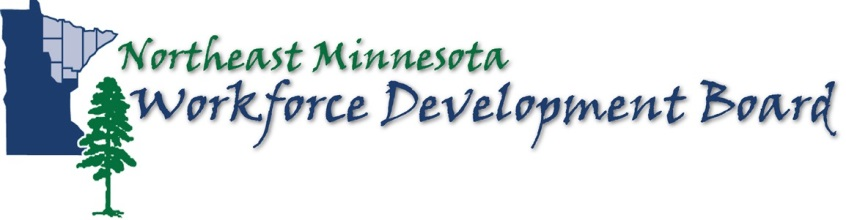 Northeast Minnesota
Workforce Development Board